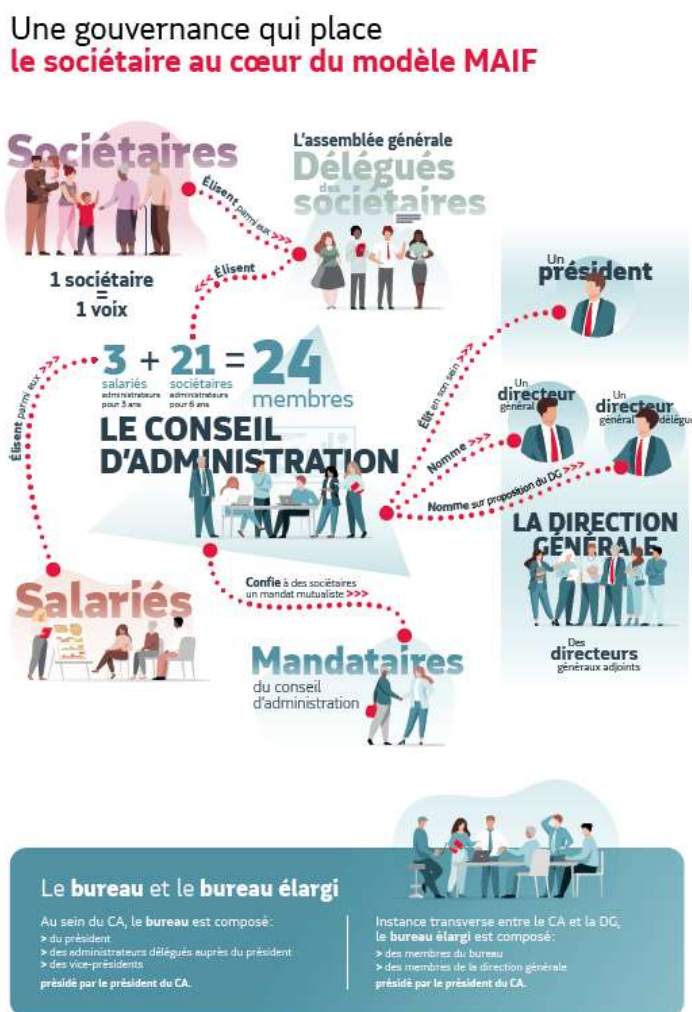 Une gouvernance qui place
le sociétaire au cœur du modèle MAIF
Sociétaires
1 sociétaire
=
1 voix
Élisent parmi eux >>>
L'assemblée générale
Délégués
des
sociétaires
<<< Élisent
3 + 21 = 24
salariés
administrateurs
pour 3 ans
sociétaires
administrateurs
pour 6 ans
membres
LE CONSEIL
D'ADMINISTRATION
Élisent parmi eux >>>
Salariés
Confie à des sociétaires
un mandat mutualiste >>>
Mandataires
du conseil
d'administration
Élit en son sein >>>
Nomme >>>
Nomme sur proposition du DG >>>
Un
président
Un
directeur
général
Un
directeur
général délégué
LA DIRECTION
GÉNÉRALE
Des
directeurs
généraux adjoints
Le bureau et le bureau élargi
Au sein du CA, le bureau est composé :
> du président
> des administrateurs délégués auprès du président
> des vice-présidents
présidé par le président du CA.
Instance transverse entre le CA et la DG,
le bureau élargi est composé :
> des membres du bureau
> des membres de la direction générale
présidé par le président du CA.